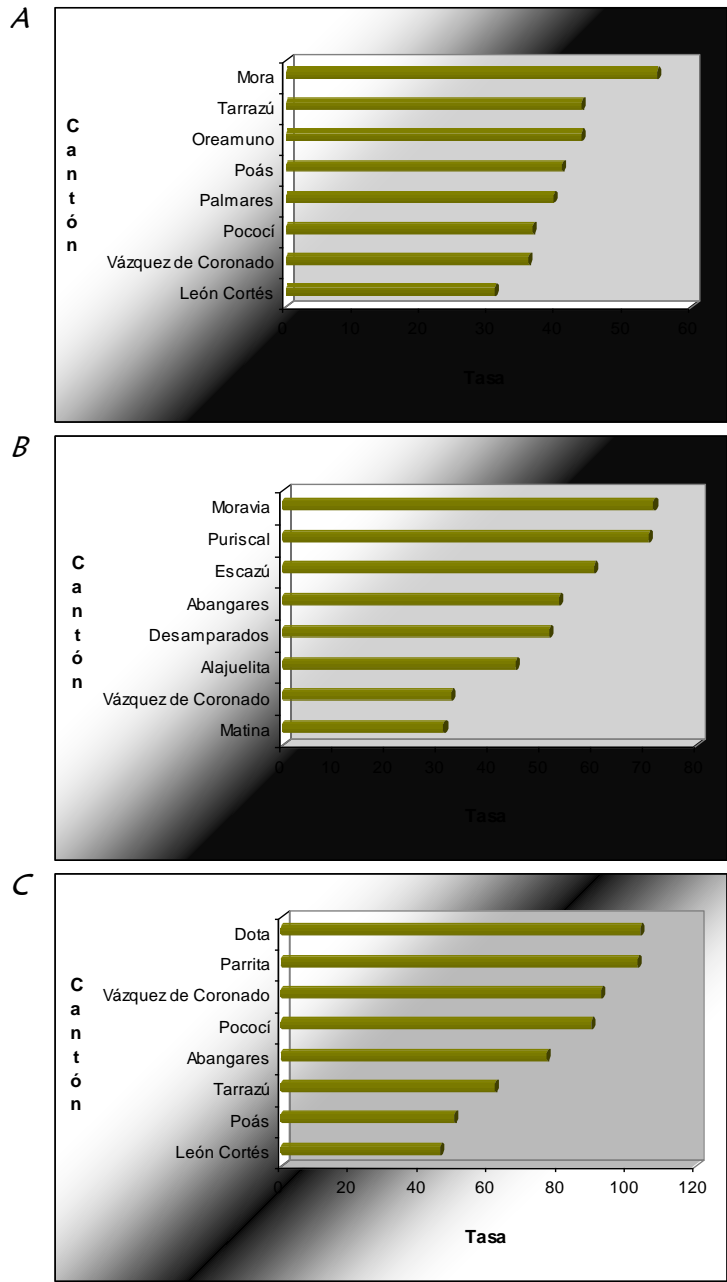 A
Cantón
Mora
Tarrazú
Oreamuno
Poás
Palmares
Pococí
Vázquez de Coronado
León Cortés
0 10 20 30 40 50 60
Tasa
B
Cantón
Moravia
Puriscal
Escazú
Abangares
Desamparados
Alajuelita
Vázquez de Coronado
Matina
0 10 20 30 40 50 60 70 80
Tasa
C
Cantón
Dota
Parrita
Vázquez de Coronado
Pococí
Abangares
Tarrazú
Poás
León Cortés
0 20 40 60 80 100 120
Tasa